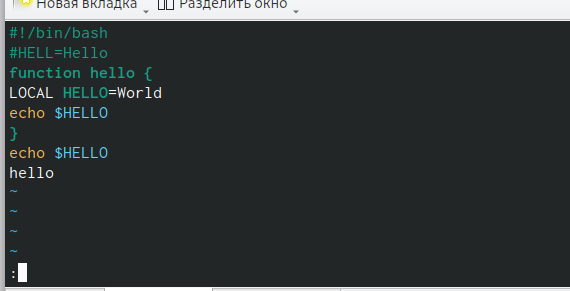 Новая вкладка Разделить окно
#!/bin/bash
#HELL=Hello
function hello {
LOCAL HELLO=World
echo $HELLO
}
echo $HELLO
hello
~
~
~
~
: